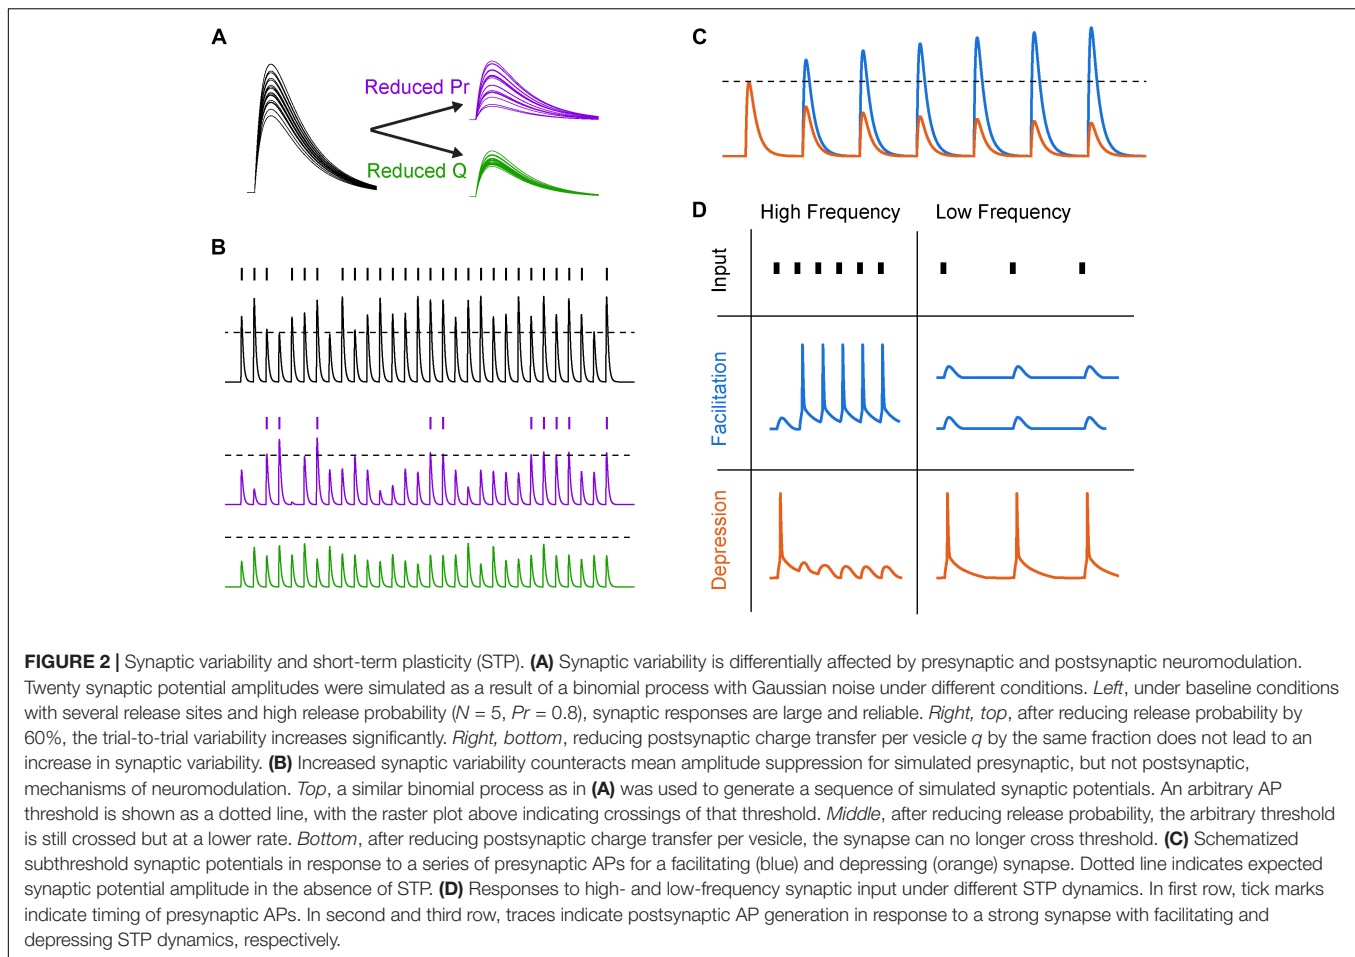 A
Reduced Pr
Reduced Q
B
C
D
High Frequency
Low Frequency
Input
Facilitation
Depression
FIGURE 2 | Synaptic variability and short-term plasticity (STP). (A) Synaptic variability is differentially affected by presynaptic and postsynaptic neuromodulation.
Twenty synaptic potential amplitudes were simulated as a result of a binomial process with Gaussian noise under different conditions. Left, under baseline conditions
with several release sites and high release probability (N = 5, Pr = 0.8), synaptic responses are large and reliable. Right, top, after reducing release probability by
60%, the trial-to-trial variability increases significantly. Right, bottom, reducing postsynaptic charge transfer per vesicle q by the same fraction does not lead to an
increase in synaptic variability. (B) Increased synaptic variability counteracts mean amplitude suppression for simulated presynaptic, but not postsynaptic,
mechanisms of neuromodulation. Top, a similar binomial process as in (A) was used to generate a sequence of simulated synaptic potentials. An arbitrary AP
threshold is shown as a dotted line, with the raster plot above indicating crossings of that threshold. Middle, after reducing release probability, the arbitrary threshold
is still crossed but at a lower rate. Bottom, after reducing postsynaptic charge transfer per vesicle, the synapse can no longer cross threshold. (C) Schematized
subthreshold synaptic potentials in response to a series of presynaptic APs for a facilitating (blue) and depressing (orange) synapse. Dotted line indicates expected
synaptic potential amplitude in the absence of STP. (D) Responses to high- and low-frequency synaptic input under different STP dynamics. In first row, tick marks
indicate timing of presynaptic APs. In second and third row, traces indicate postsynaptic AP generation in response to a strong synapse with facilitating and
depressing STP dynamics, respectively.